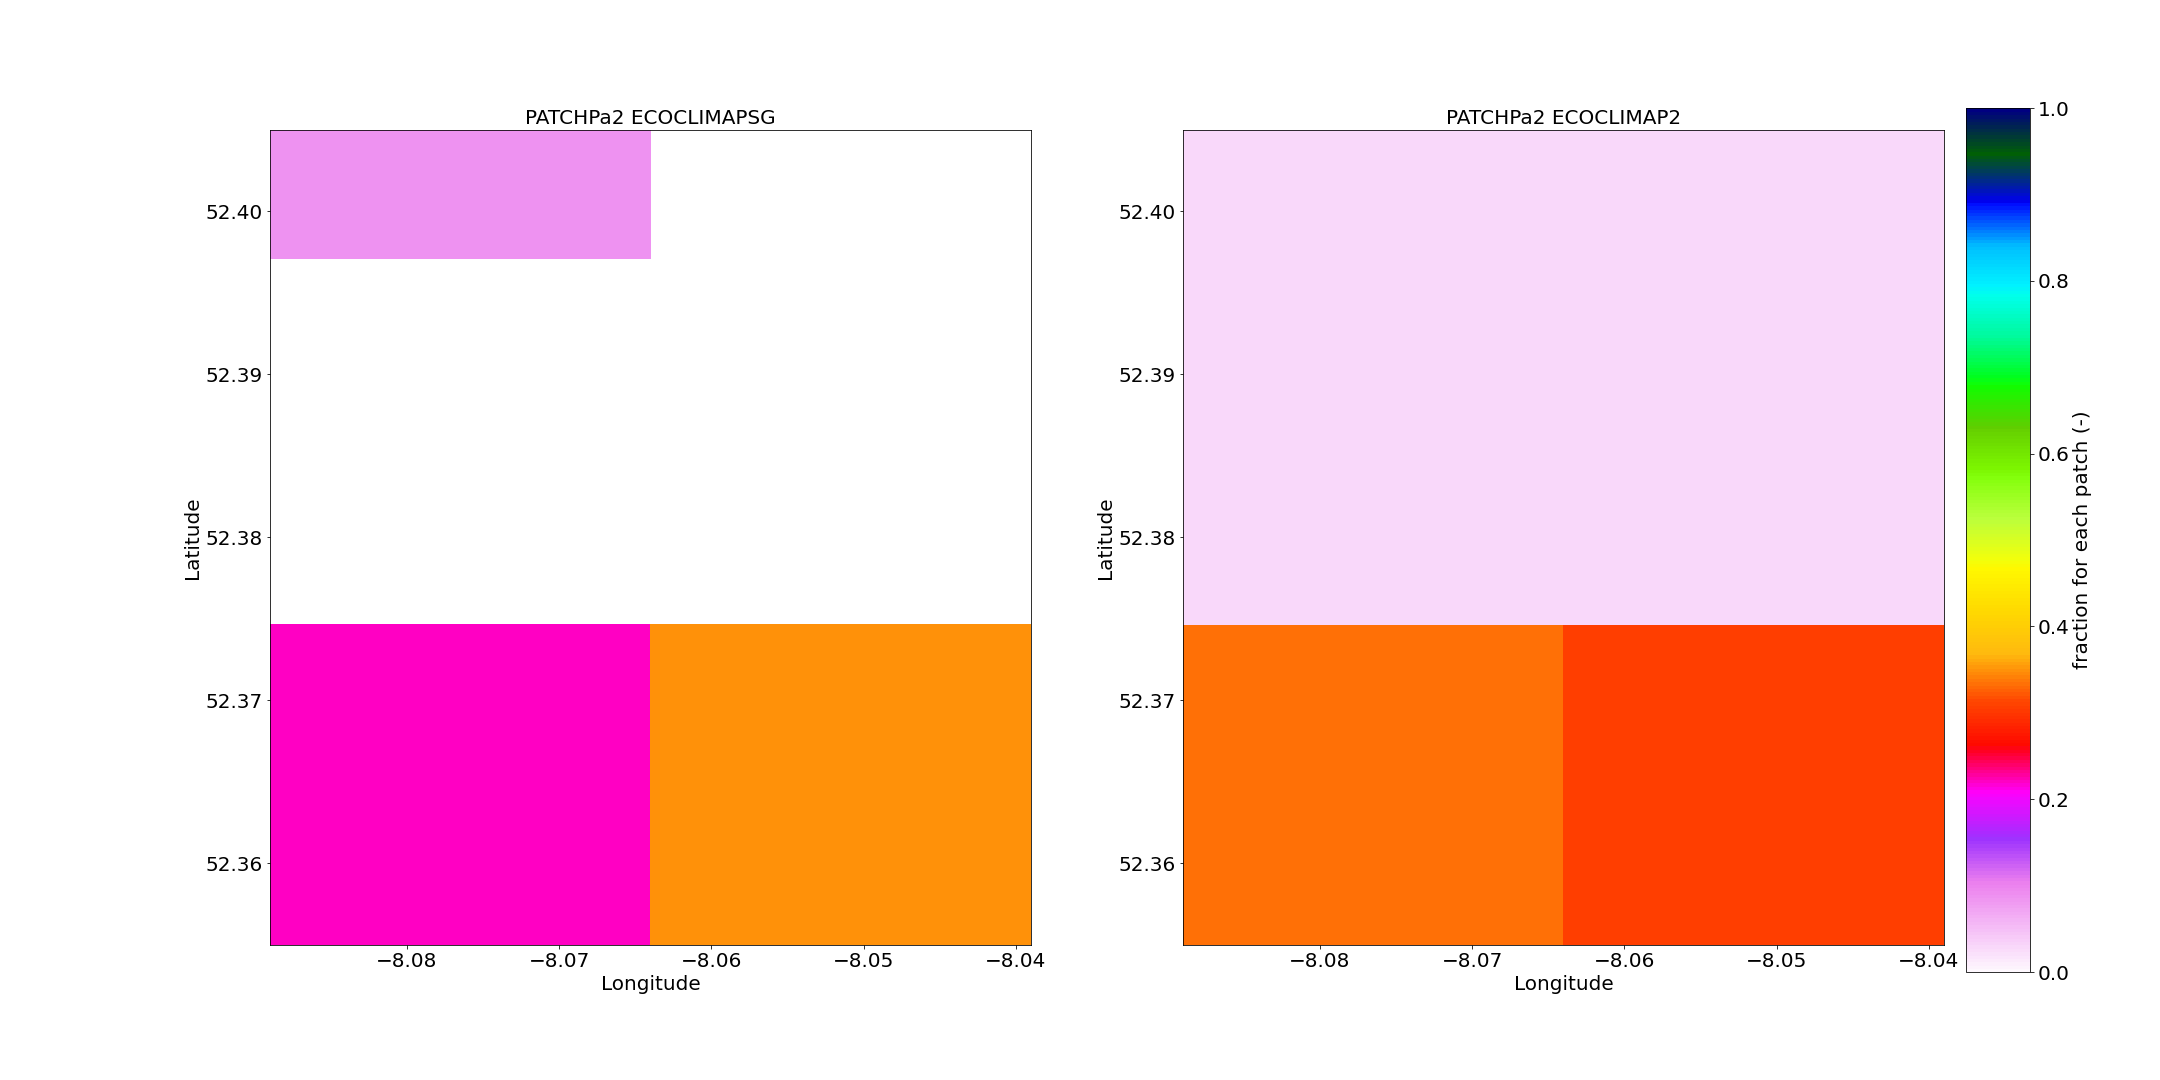 PATCHPa2 ECOCLIMAPSG
52.40
52.39
52.38
52.37
52.36
Latitude
−8.08 −8.07 −8.06 −8.05 −8.04
Longitude
PATCHPa2 ECOCLIMAP2
52.40
52.39
52.38
52.37
52.36
Latitude
−8.08 −8.07 −8.06 −8.05 −8.04
Longitude
1.0
0.8
0.6
0.4
0.2
0.0
fraction for each patch (-)